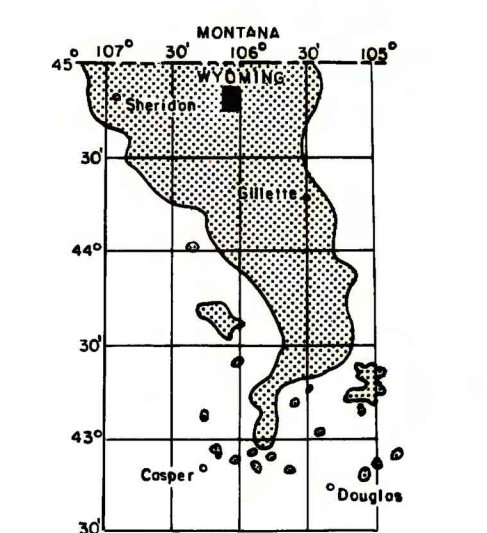 MONTANA
107° 30' 106° 30' 105°
45°
WYOMING
Sheridan
30'
Gillette
44°
30'
43°
Casper
Douglas
30'